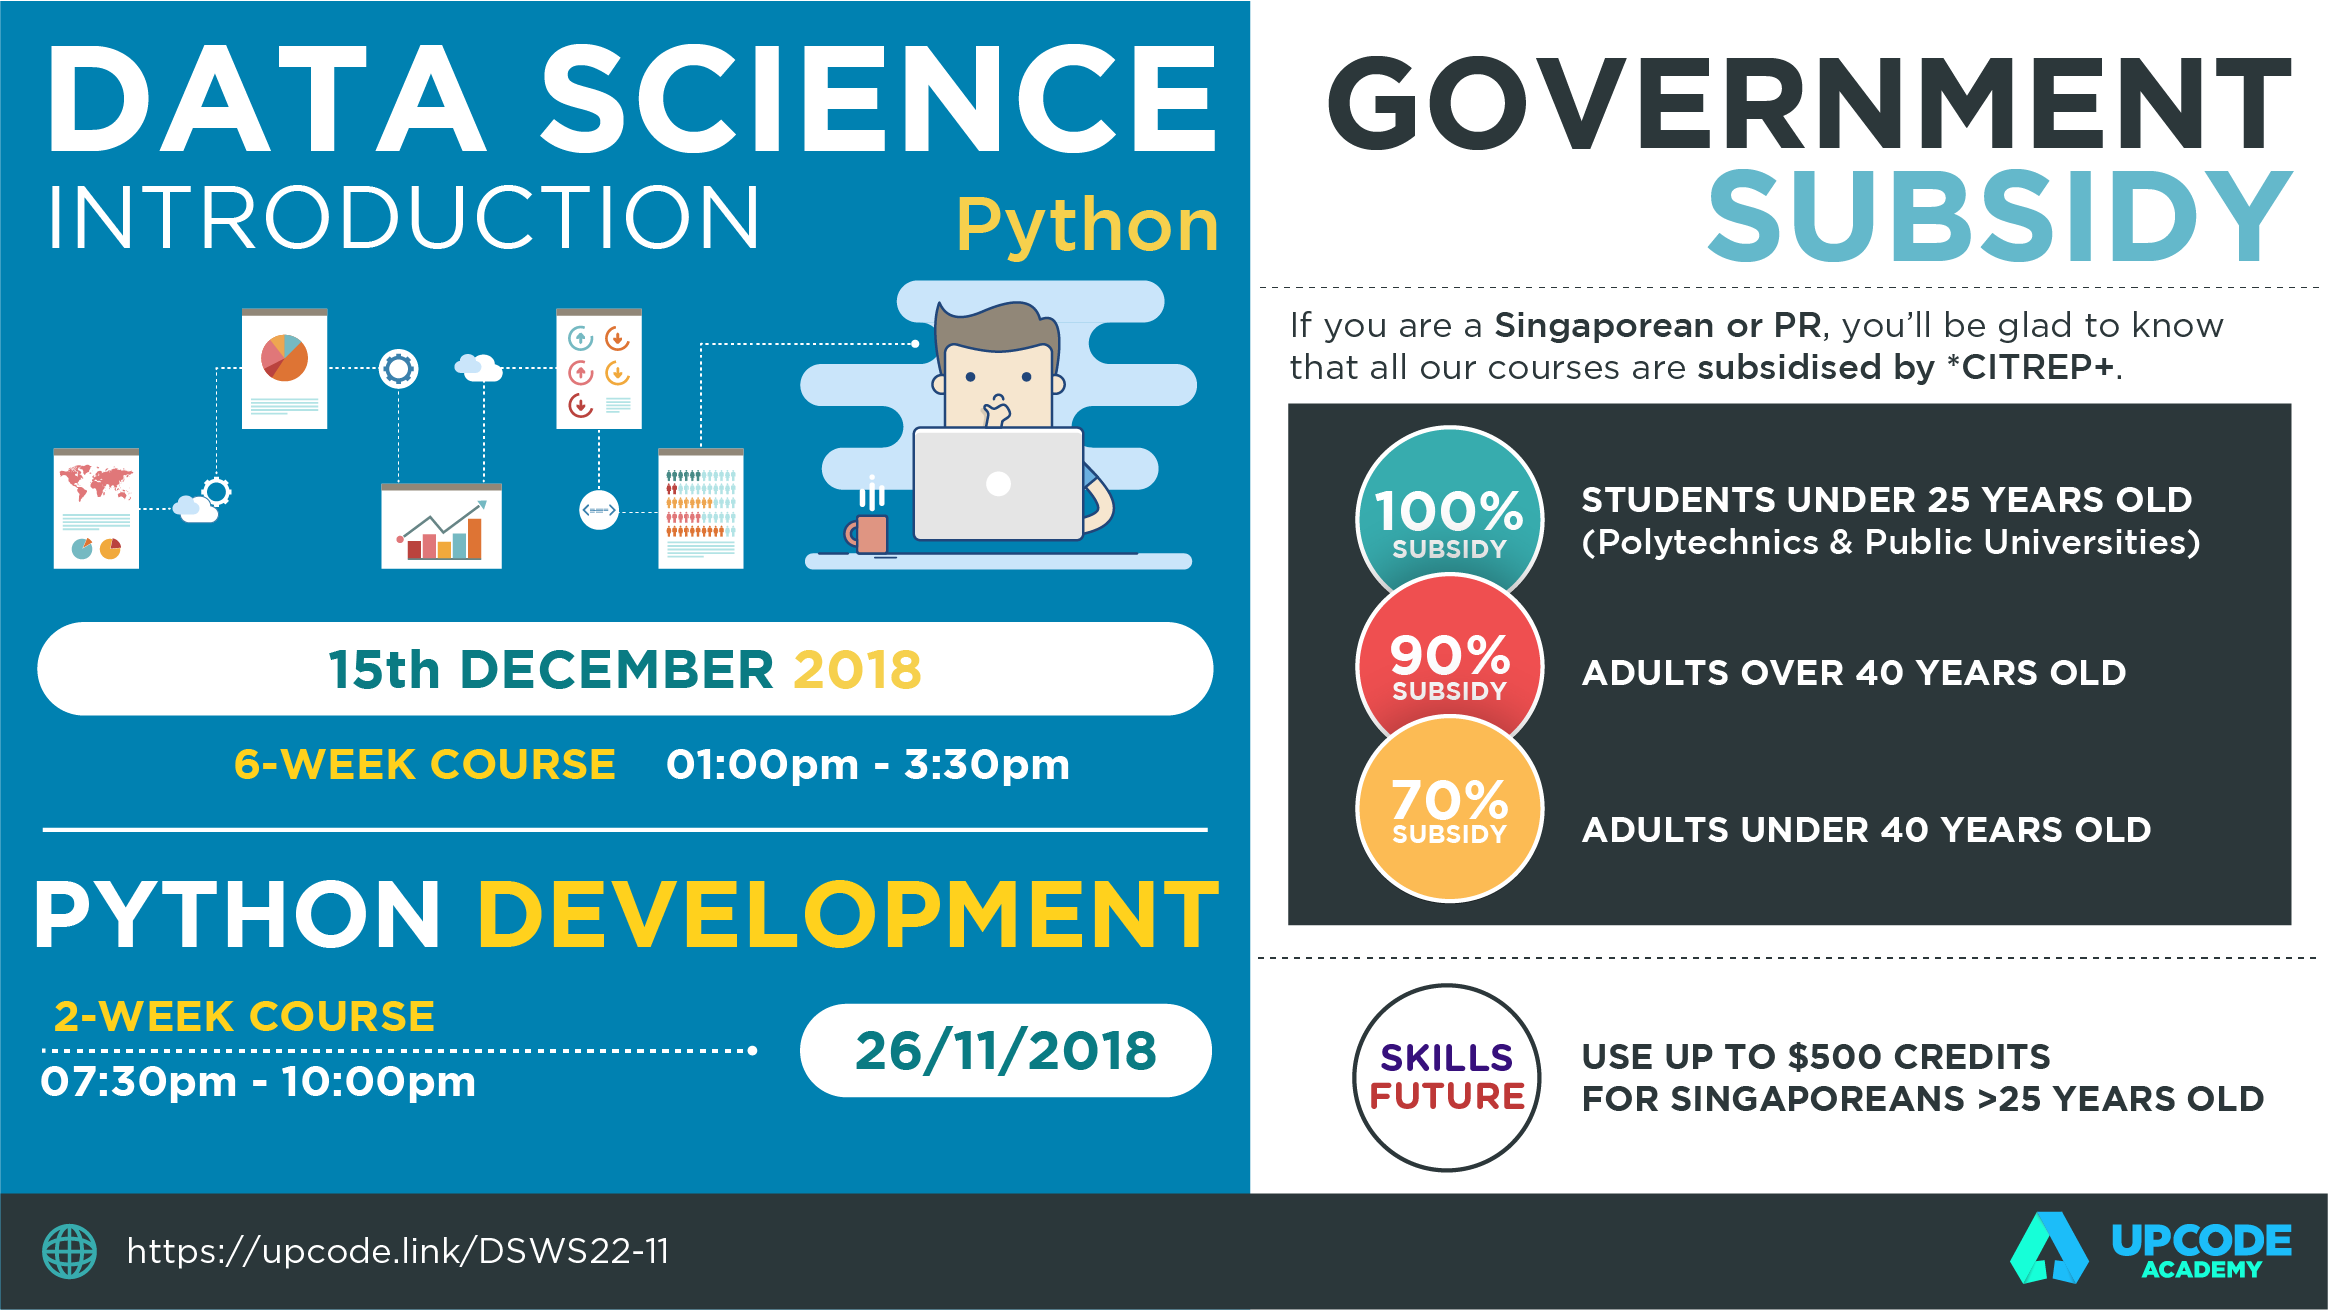 DATA SCIENCE
INTRODUCTION
Python
15th DECEMBER 2018
6-WEEK COURSE 01:00pm - 3:30pm
PYTHON DEVELOPMENT
2-WEEK COURSE
07:30pm - 10:00pm
26/11/2018
GOVERNMENT
SUBSIDY
If you are a Singaporean or PR, you'll be glad to know
that all our courses are subsidised by *CITREP+.
100%
SUBSIDY
STUDENTS UNDER 25 YEARS OLD
(Polytechnics & Public Universities)
90%
SUBSIDY
ADULTS OVER 40 YEARS OLD
70%
SUBSIDY
ADULTS UNDER 40 YEARS OLD
SKILLS
FUTURE
USE UP TO $500 CREDITS
FOR SINGAPOREANS >25 YEARS OLD
https://upcode.link/DSWS22-11
UPCODE
ACADEMY